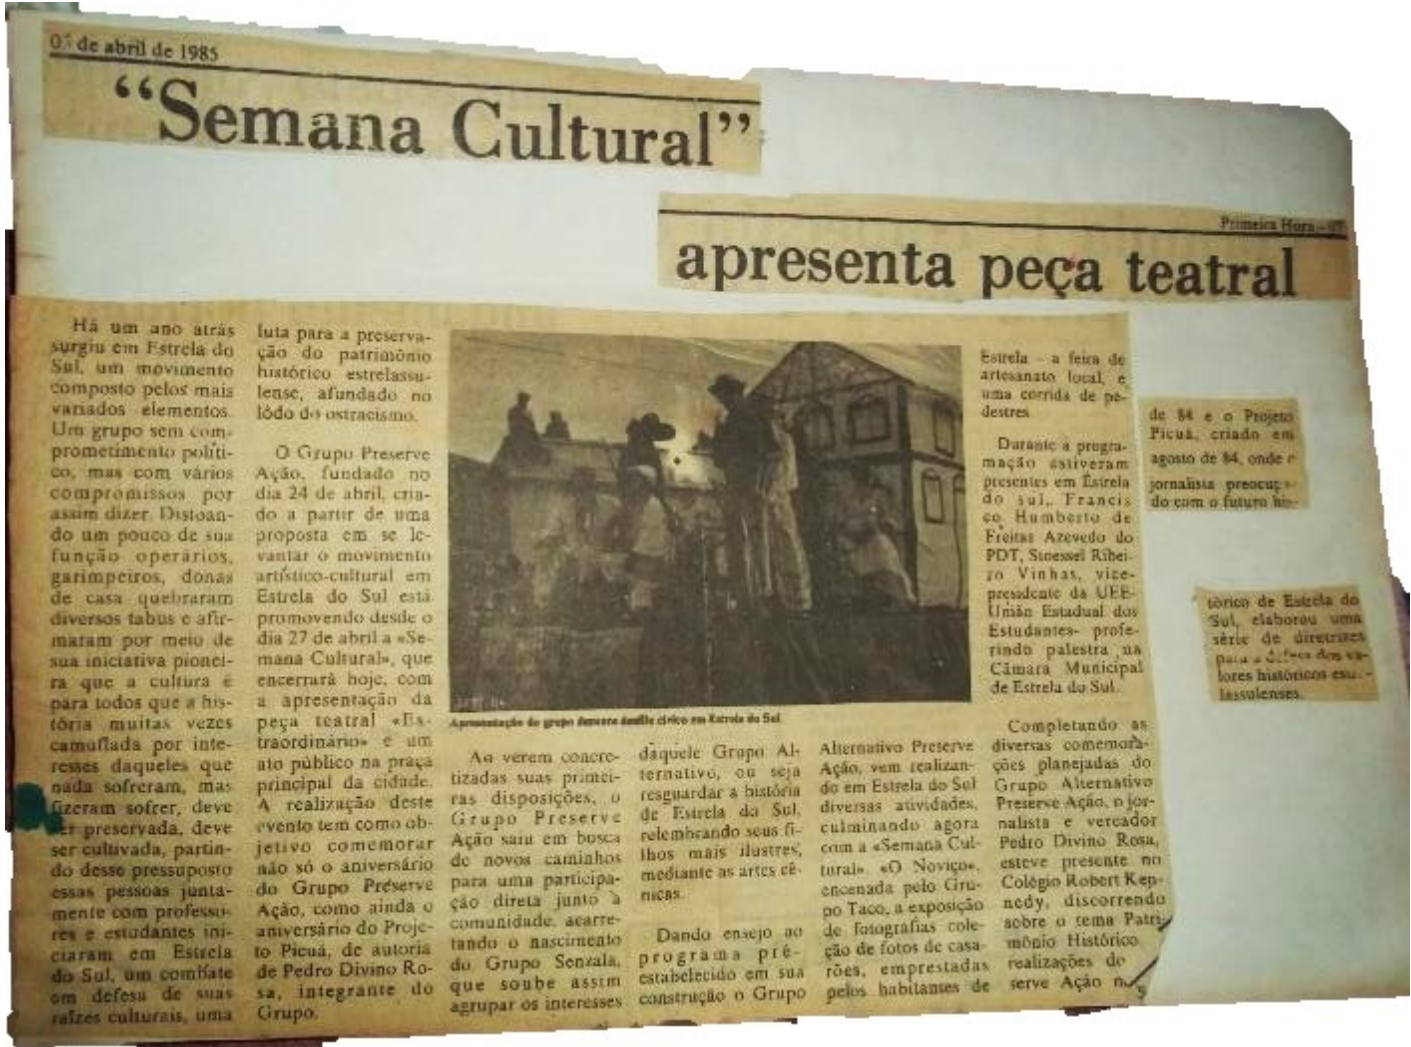 de abril de 1985
“Semana Cultural”
Primeira Hora -
apresenta peça teatral
Há um ano atrás
surgiu em Estrela do
Sul, um movimento
composto pelos mais
variados elementos.
Um grupo sem com-
prometimento políti-
co, mas com vários
compromissos por
assim dizer. Distoan-
do um pouco de sua
função operários,
garimpeiros, donas
de casa quebraram
diversos tabus e afir-
maram por meio de
sua iniciativa pionei-
ra que a cultura é
para todos que a his-
tória muitas vezes
camuflada por inte-
resses daqueles que
nada sofreram, mas
fizeram sofrer, deve
ser preservada, deve
ser cultivada, partin-
do desse pressuposto
essas pessoas junta-
mente com professo-
res e estudantes ini-
ciaram em Estrela
do Sul, um combate
em defesa de suas
raízes culturais, uma
luta para a preserva-
ção do patrimônio
histórico estrelassu-
lense, afundado no
lôdo do ostracismo.
O Grupo Preserve
Ação, fundado no
dia 24 de abril, cria-
do a partir de uma
proposta em se le-
vantar o movimento
artístico-cultural em
Estrela do Sul está
promovendo desde o
dia 27 de abril a «Se-
mana Cultural», que
encerrará hoje, com
a apresentação da
peça teatral «Ex-
traordinário» e um
ato público na praça
principal da cidade.
A realização deste
evento tem como ob-
jetivo comemorar
não só o aniversário
do Grupo Preserve
Ação, como ainda o
aniversário do Proje-
to Picuá, de autoria
de Pedro Divino Ro-
sa, integrante do
Grupo.
Apresentação do grupo durante desfile cívico em Estrela do Sul
Ao verem concre-
tizadas suas primei-
ras disposições, o
Grupo Preserve
Ação saiu em busca
de novos caminhos
para uma participa-
ção direta junto à
comunidade, acarre-
tando o nascimento
do Grupo Senzala,
que soube assim
agrupar os interesses
daquele Grupo Al-
ternativo, ou seja
resguardar a história
de Estrela do Sul,
relembrando seus fi-
lhos mais ilustres,
mediante as artes cê-
nicas.
Dando ensejo ao
programa pré-
estabelecido em sua
construção o Grupo
Alternativo Preserve
Ação, vem realizan-
do em Estrela do Sul
diversas atividades,
culminando agora
com a «Semana Cul-
tural». «O Noviço»,
encenada pelo Gru-
po Taco, a exposição
de fotografias cole-
ção de fotos de casa-
rões, emprestadas
pelos habitantes de
Estrela - a feira de
artesanato local, e
uma corrida de pe-
destres
Durante a progra-
mação estiveram
presentes em Estrela
do sul, Francis
co Humberto de
Freitas Azevedo do
PDT, Stoessel Ribei-
ro Vinhas, vice-
presidente da UEE-
União Estadual dos
Estudantes- profe-
rindo palestra na
Câmara Municipal
de Estrela do Sul.
Completando as
diversas comemora-
ções planejadas do
Grupo Alternativo
Preserve Ação, o jor-
nalista e vereador
Pedro Divino Rosa,
esteve presente no
Colégio Robert Ken-
nedy, discorrendo
sobre o tema Patri-
mônio Histórico
realizações do
serve Ação
de 84 e o Projeto
Picuá, criado em
agosto de 84, onde
jornalista preocupa-
do com o futuro his-
tórico de Estrela do
Sul, elaborou uma
série de diretrizes
para a defesa dos va-
lores históricos
lassulenses.